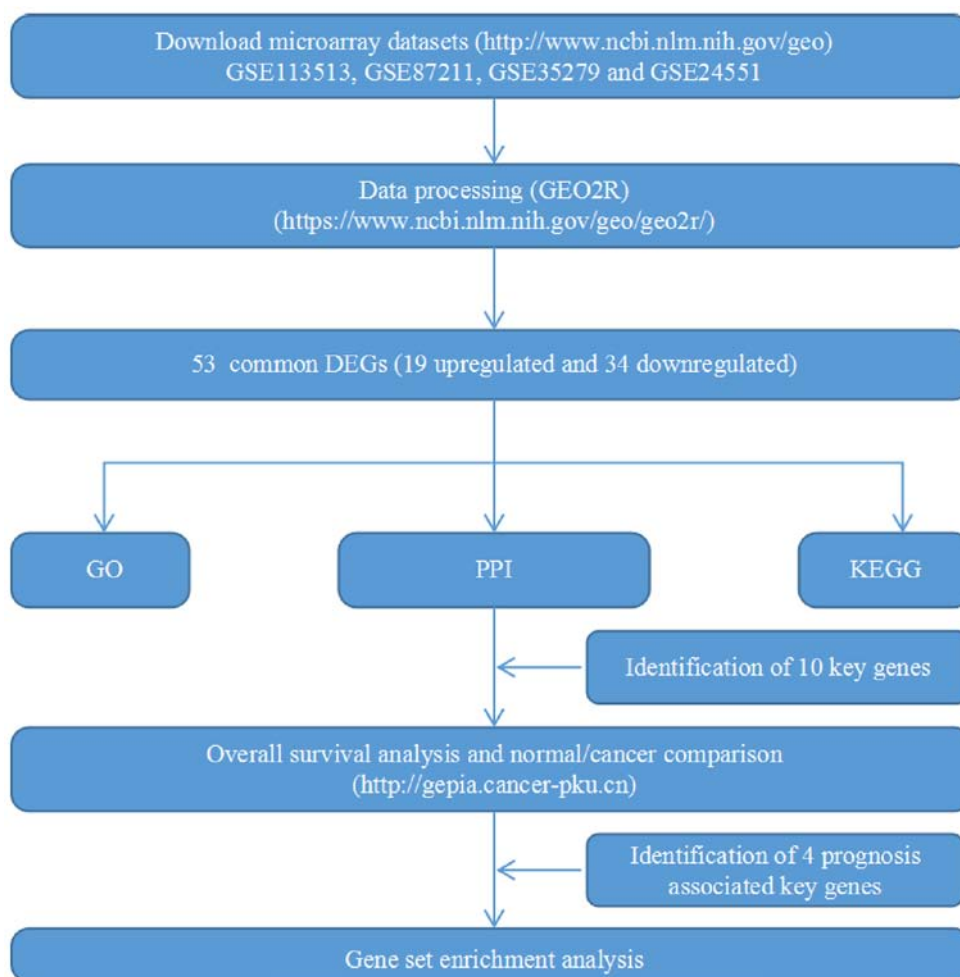 Download microarray datasets (http://www.ncbi.nlm.nih.gov/geo)
GSE113513, GSE87211, GSE35279 and GSE24551
Data processing (GEO2R)
(https://www.ncbi.nlm.nih.gov/geo/geo2r/)
53 common DEGs (19 upregulated and 34 downregulated)
GO
PPI
KEGG
Identification of 10 key genes
Overall survival analysis and normal/cancer comparison
(http://gepia.cancer-pku.cn)
Identification of 4 prognosis
associated key genes
Gene set enrichment analysis